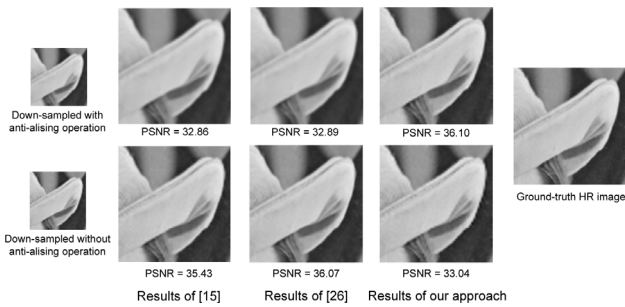 Down-sampled with
anti-alising operation
PSNR = 32.86
PSNR = 32.89
PSNR = 36.10
Ground-truth HR image
Down-sampled without
anti-alising operation
PSNR = 35.43
PSNR = 36.07
PSNR = 33.04
Results of [15]
Results of [26]
Results of our approach